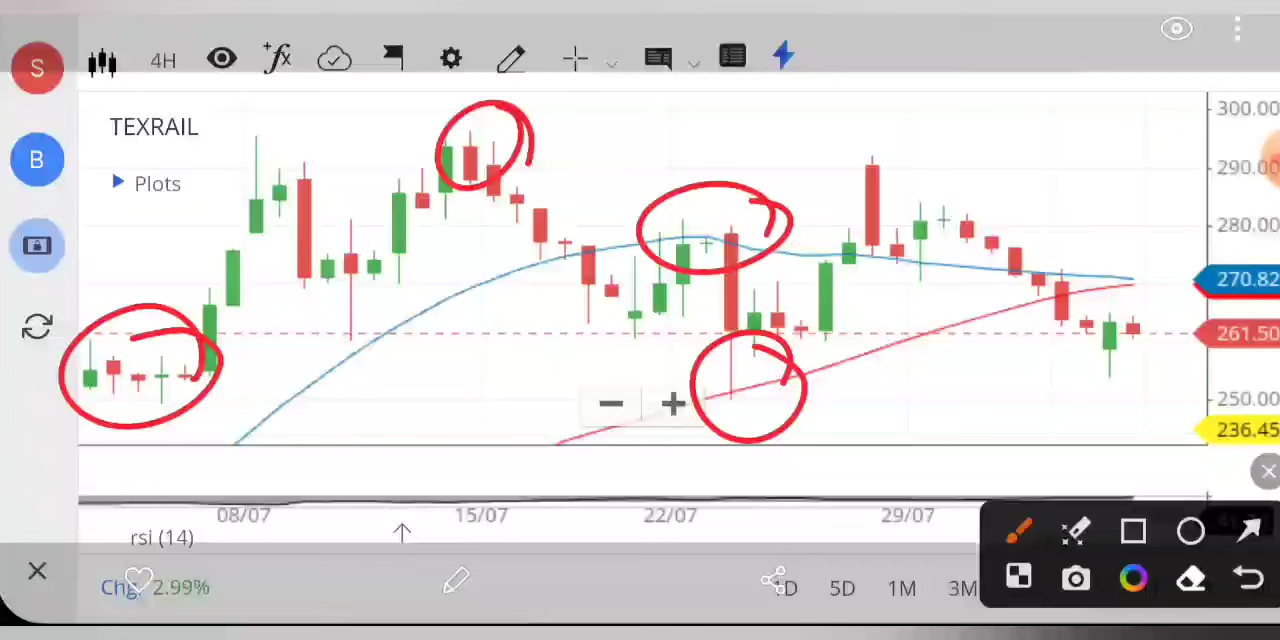 S
4H
fx
TEXRAIL
B
Plots
300.00
290.00
280.00
270.82
261.50
250.00
236.45
08/07
15/07
22/07
29/07
rsi (14)
Chg. 2.99%
1D
5D
1M
3M